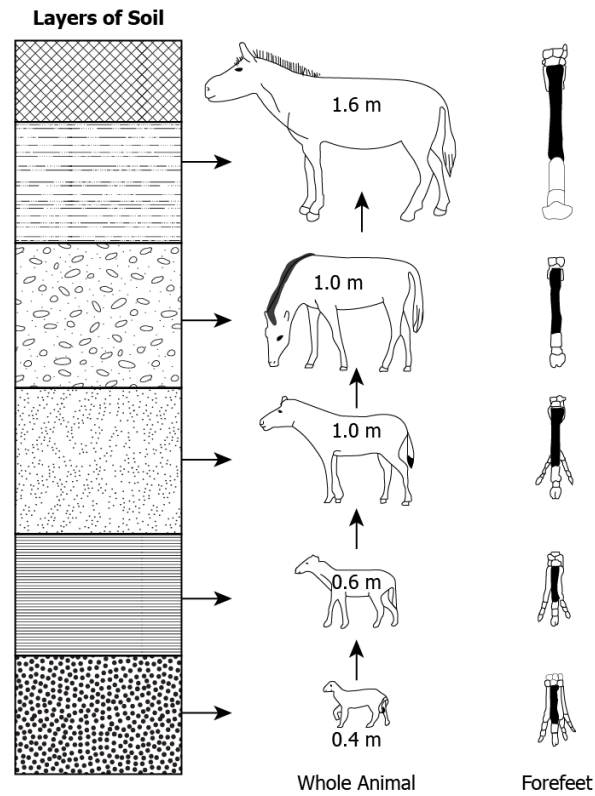 Layers of Soil
1.6 m
1.0 m
1.0 m
0.6 m
0.4 m
Whole Animal
Forefeet